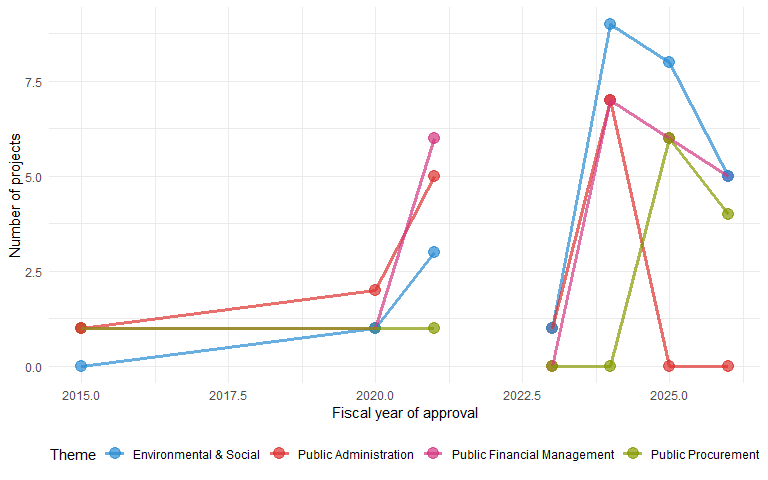 Number of projects
7.5
5.0
2.5
0.0
2015.0 2017.5 2020.0 2022.5 2025.0
Fiscal year of approval
Theme Environmental & Social Public Administration Public Financial Management Public Procurement